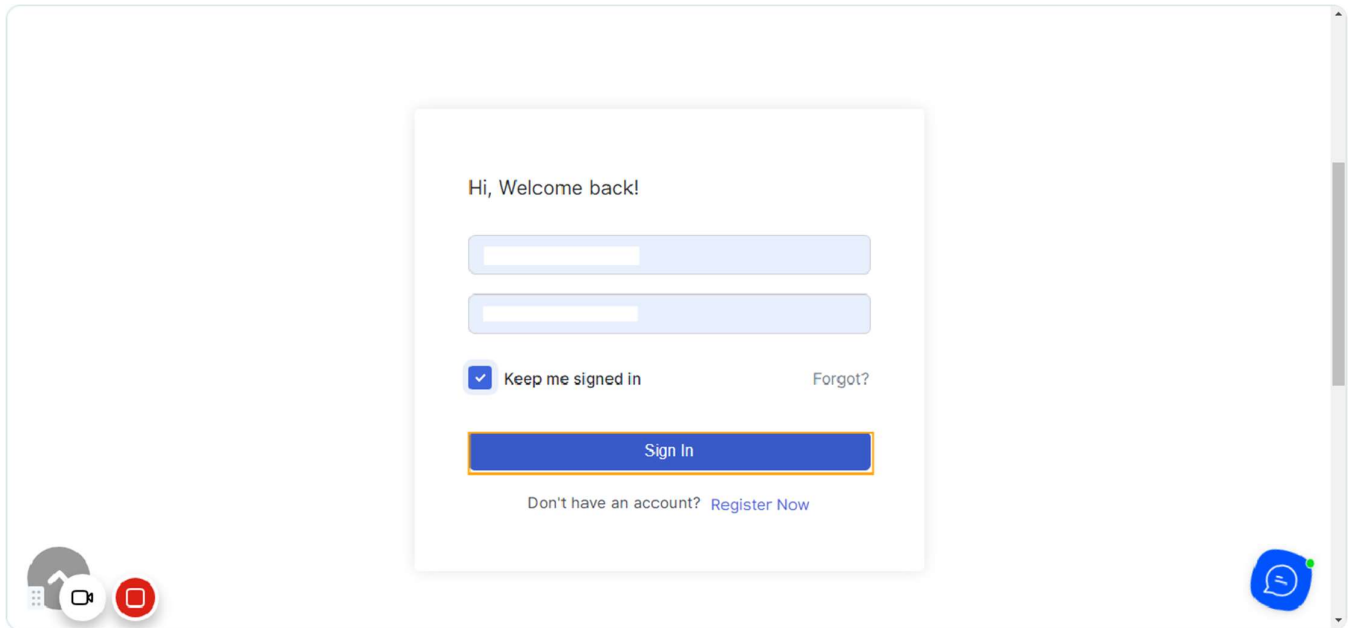 Hi, Welcome back!
Keep me signed in
Forgot?
Sign In
Don't have an account? Register Now